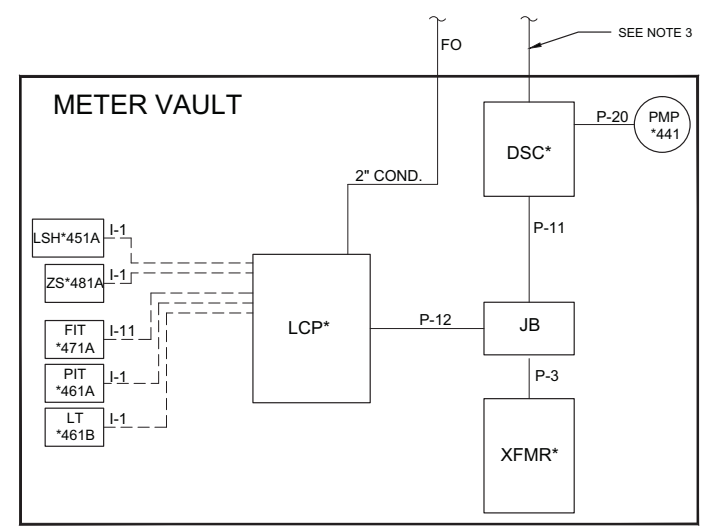 SEE NOTE 3
FO
METER VAULT
P-20
PMP
*441
DSC*
2" COND.
LSH*451A
I-1
P-11
ZS*481A
I-1
FIT
*471A
I-11
LCP*
P-12
JB
PIT
*461A
I-1
P-3
LT
*461B
I-1
XFMR*